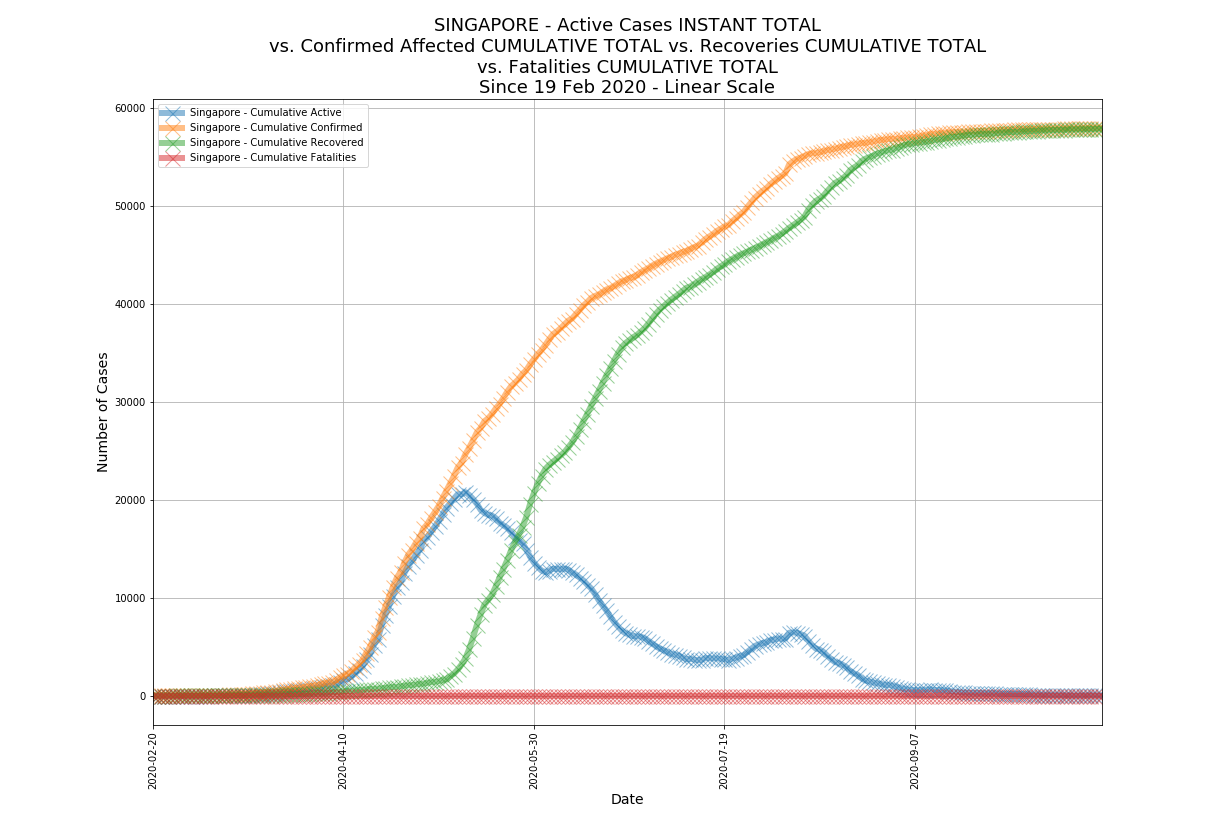 SINGAPORE - Active Cases INSTANT TOTAL
vs. Confirmed Affected CUMULATIVE TOTAL vs. Recoveries CUMULATIVE TOTAL
vs. Fatalities CUMULATIVE TOTAL
Since 19 Feb 2020 - Linear Scale
Singapore - Cumulative Active
Singapore - Cumulative Confirmed
Singapore - Cumulative Recovered
Singapore - Cumulative Fatalities
Number of Cases
60000
50000
40000
30000
20000
10000
0
2020-02-20
2020-04-10
2020-05-30
2020-07-19
2020-09-07
Date